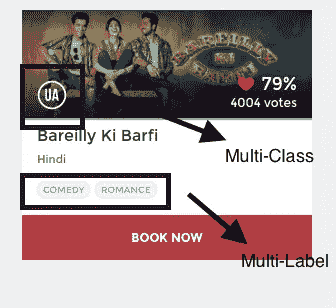 BAREILLY
KI
BARFI
UA
79%
4004 votes
Bareilly Ki Barfi
Hindi
COMEDY ROMANCE
BOOK NOW
Multi-Class
Multi-Label